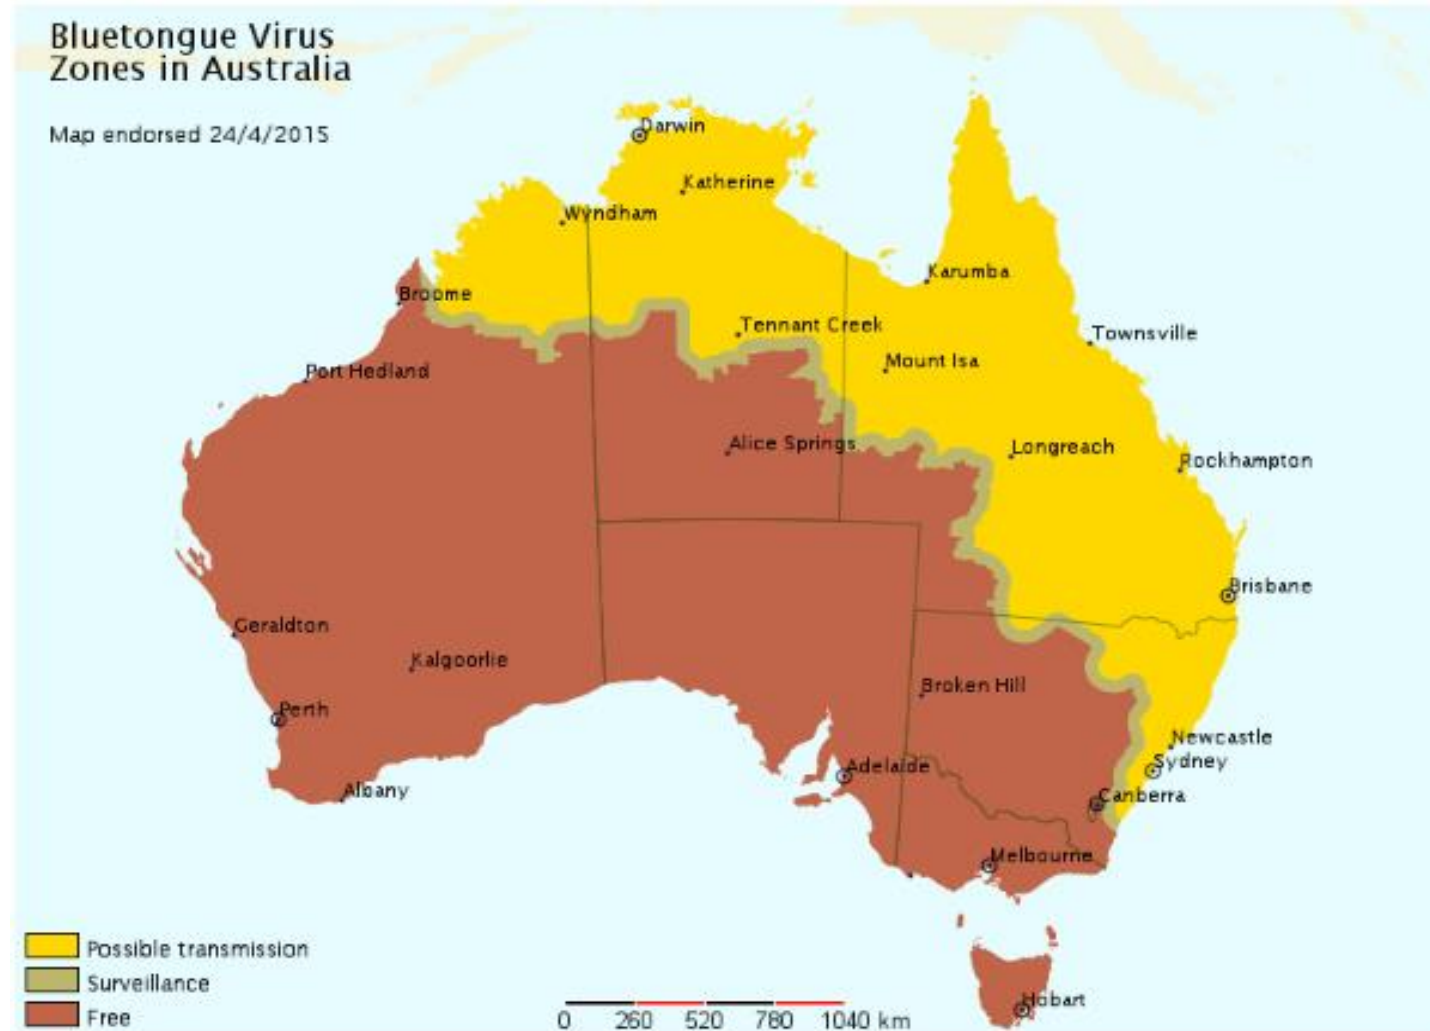 Bluetongue Virus
Zones in Australia
Map endorsed 24/4/2015
Darwin
Katherine
Wyndham
Karumba
Broome
Tennant Creek
Townsville
Mount Isa
Port Hedland
Alice Springs
Longreach
Rockhampton
Brisbane
Geraldton
Kalgoorlie
Broken Hill
Perth
Newcastle
Sydney
Adelaide
Albany
Canberra
Melbourne
Possible transmission
Surveillance
Free
Hobart
0 260 520 780 1040 km